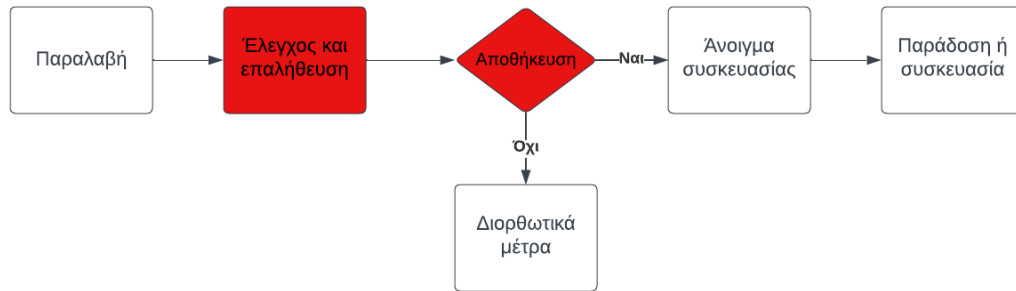 Παραλαβή
Έλεγχος και
επαλήθευση
Αποθήκευση
Ναι
Άνοιγμα
συσκευασίας
Παράδοση ή
συσκευασία
Όχι
Διορθωτικά
μέτρα